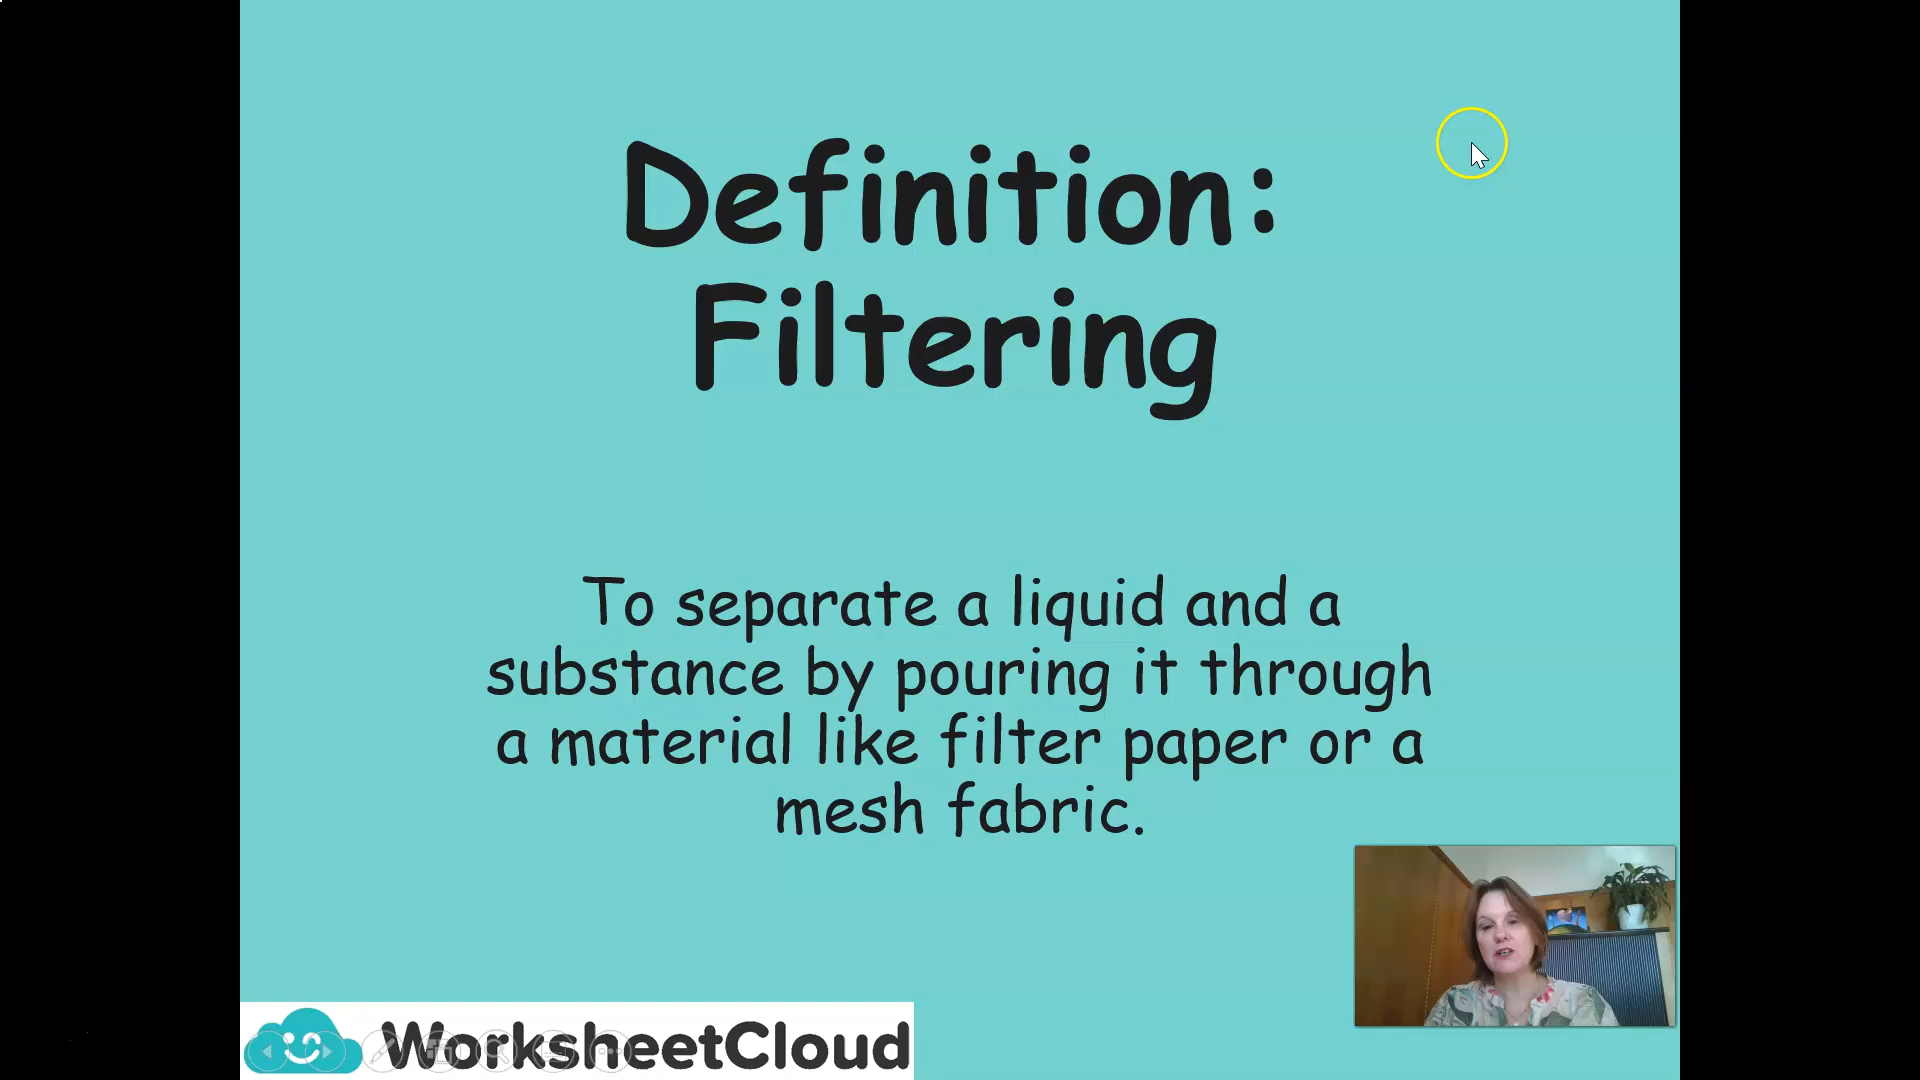 Definition:
Filtering
To separate a liquid and a
substance by pouring it through
a material like filter paper or a
mesh fabric.
WorksheetCloud